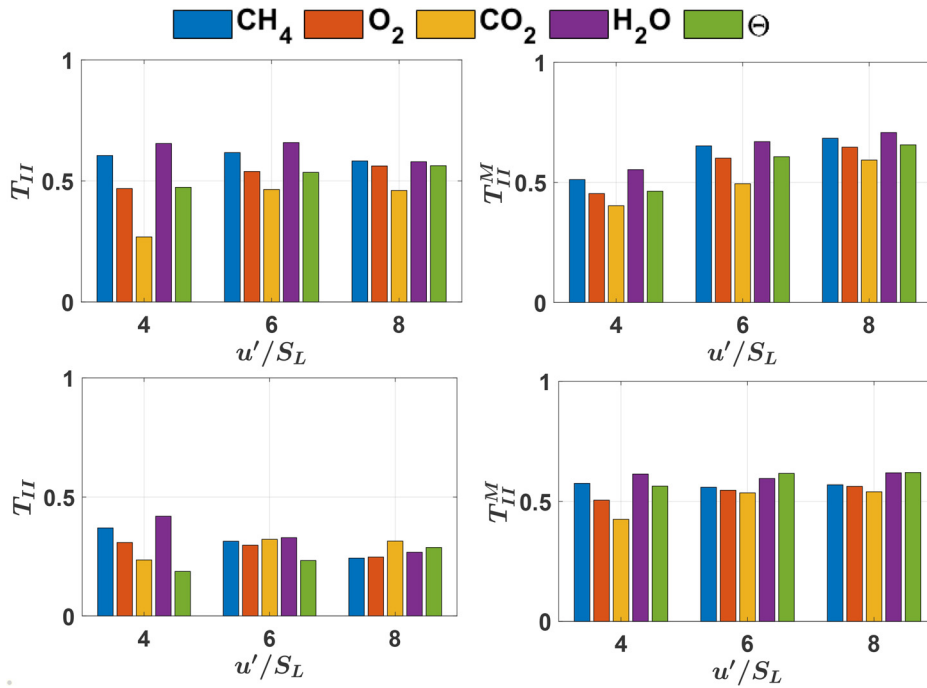 CH₄ O₂ CO₂ H₂O Θ
1
0.5
0
T_II
4 6 8
u'/S_L
1
0.5
0
T_II^M
4 6 8
u'/S_L
1
0.5
0
T_II
4 6 8
u'/S_L
1
0.5
0
T_II^M
4 6 8
u'/S_L